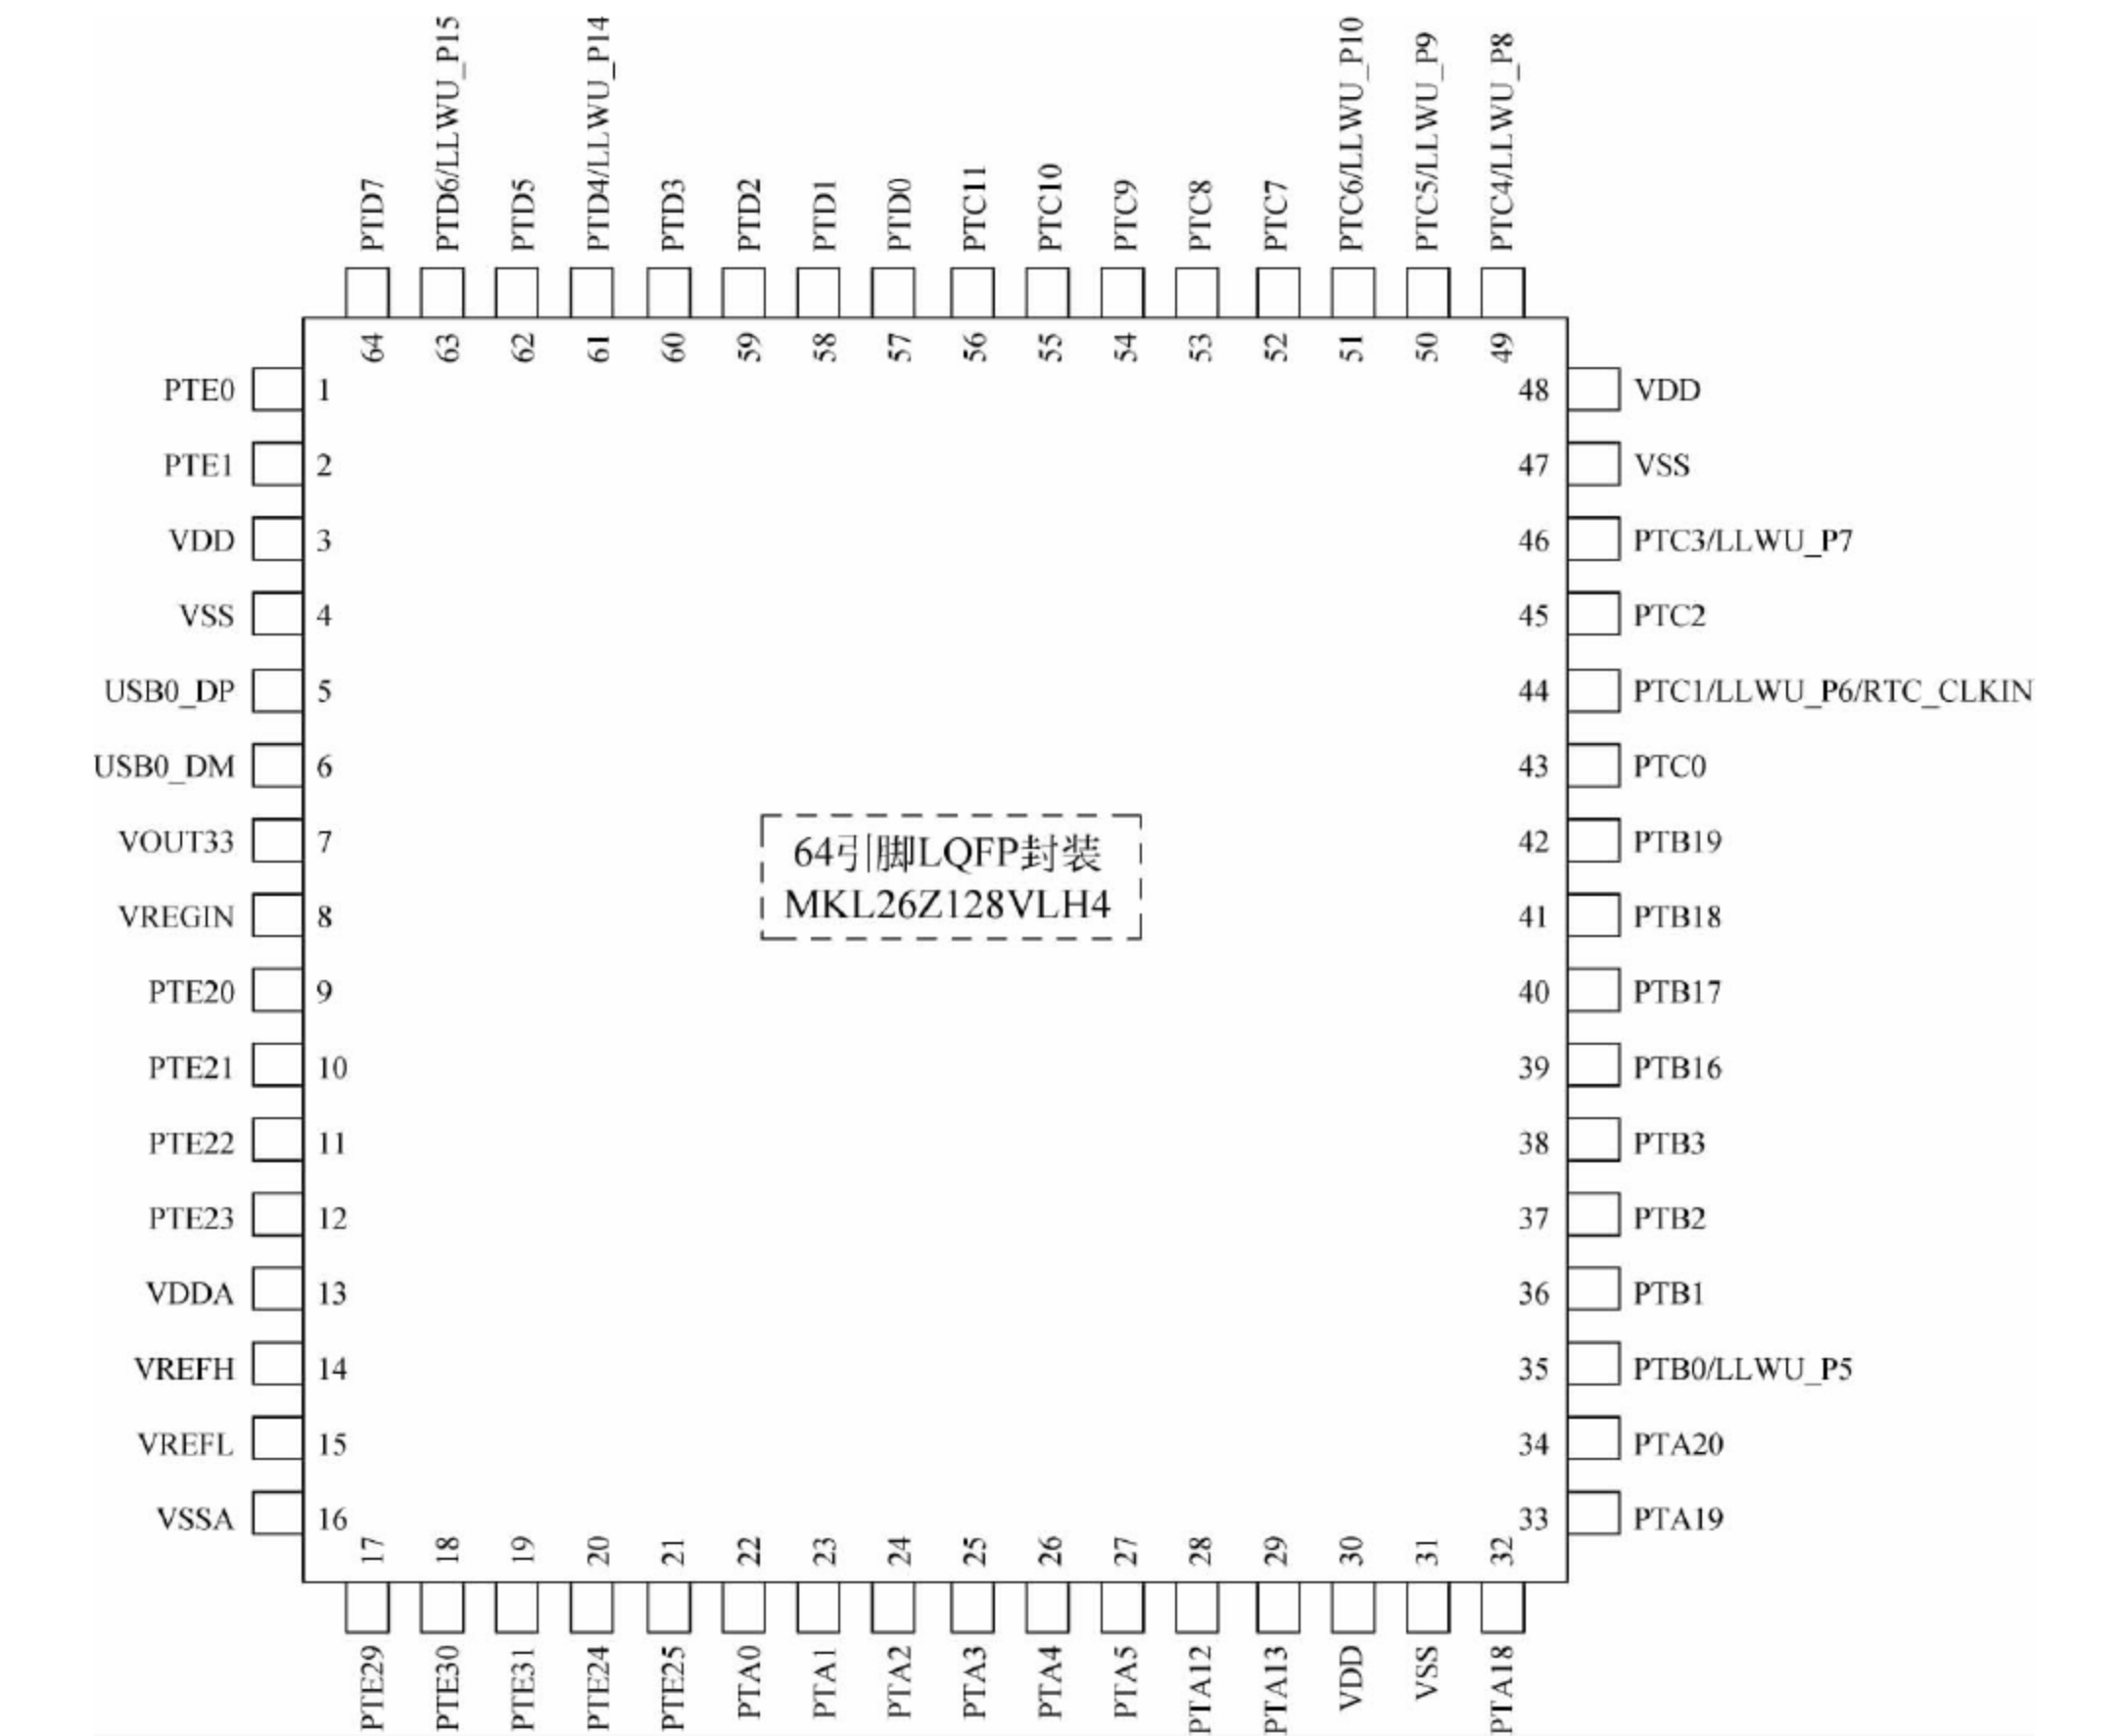 PTD7
PTD6/LLWU_P15
PTD5
PTD4/LLWU_P14
PTD3
PTD2
PTD1
PTD0
PTC11
PTC10
PTC9
PTC8
PTC7
PTC6/LLWU_P10
PTC5/LLWU_P9
PTC4/LLWU_P8
64
63
62
61
60
59
58
57
56
55
54
53
52
51
50
49
PTE0 1
PTE1 2
VDD 3
VSS 4
USB0_DP 5
USB0_DM 6
VOUT33 7
VREGIN 8
PTE20 9
PTE21 10
PTE22 11
PTE23 12
VDDA 13
VREFH 14
VREFL 15
VSSA 16
64引脚LQFP封装
MKL26Z128VLH4
48 VDD
47 VSS
46 PTC3/LLWU_P7
45 PTC2
44 PTC1/LLWU_P6/RTC_CLKIN
43 PTC0
42 PTB19
41 PTB18
40 PTB17
39 PTB16
38 PTB3
37 PTB2
36 PTB1
35 PTB0/LLWU_P5
34 PTA20
33 PTA19
17
18
19
20
21
22
23
24
25
26
27
28
29
30
31
32
PTE29
PTE30
PTE31
PTE24
PTE25
PTA0
PTA1
PTA2
PTA3
PTA4
PTA5
PTA12
PTA13
VDD
VSS
PTA18